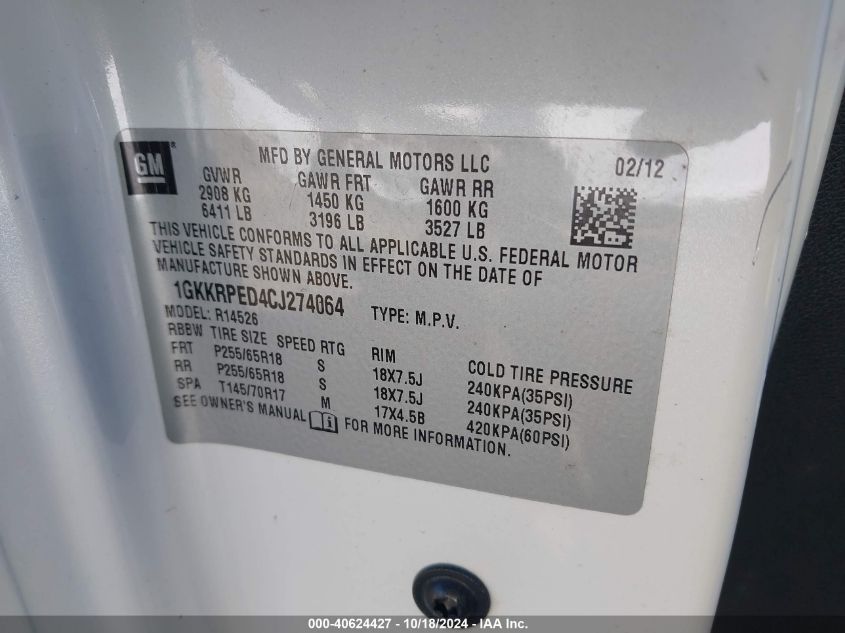 GM®
MFD BY GENERAL MOTORS LLC 02/12
GVWR GAWR FRT GAWR RR
2908 KG 1450 KG 1600 KG
6411 LB 3196 LB 3527 LB
THIS VEHICLE CONFORMS TO ALL APPLICABLE U.S. FEDERAL MOTOR
VEHICLE SAFETY STANDARDS IN EFFECT ON THE DATE OF
MANUFACTURE SHOWN ABOVE.
1GKKRPED4CJ274064 TYPE: M.P.V.
MODEL: R14526
RBBW TIRE SIZE SPEED RTG RIM COLD TIRE PRESSURE
FRT P255/65R18 S 18X7.5J 240KPA(35PSI)
RR P255/65R18 S 18X7.5J 240KPA(35PSI)
SPA T145/70R17 M 17X4.5B 420KPA(60PSI)
SEE OWNER'S MANUAL FOR MORE INFORMATION.
000-40624427 - 10/18/2024 - IAA Inc.